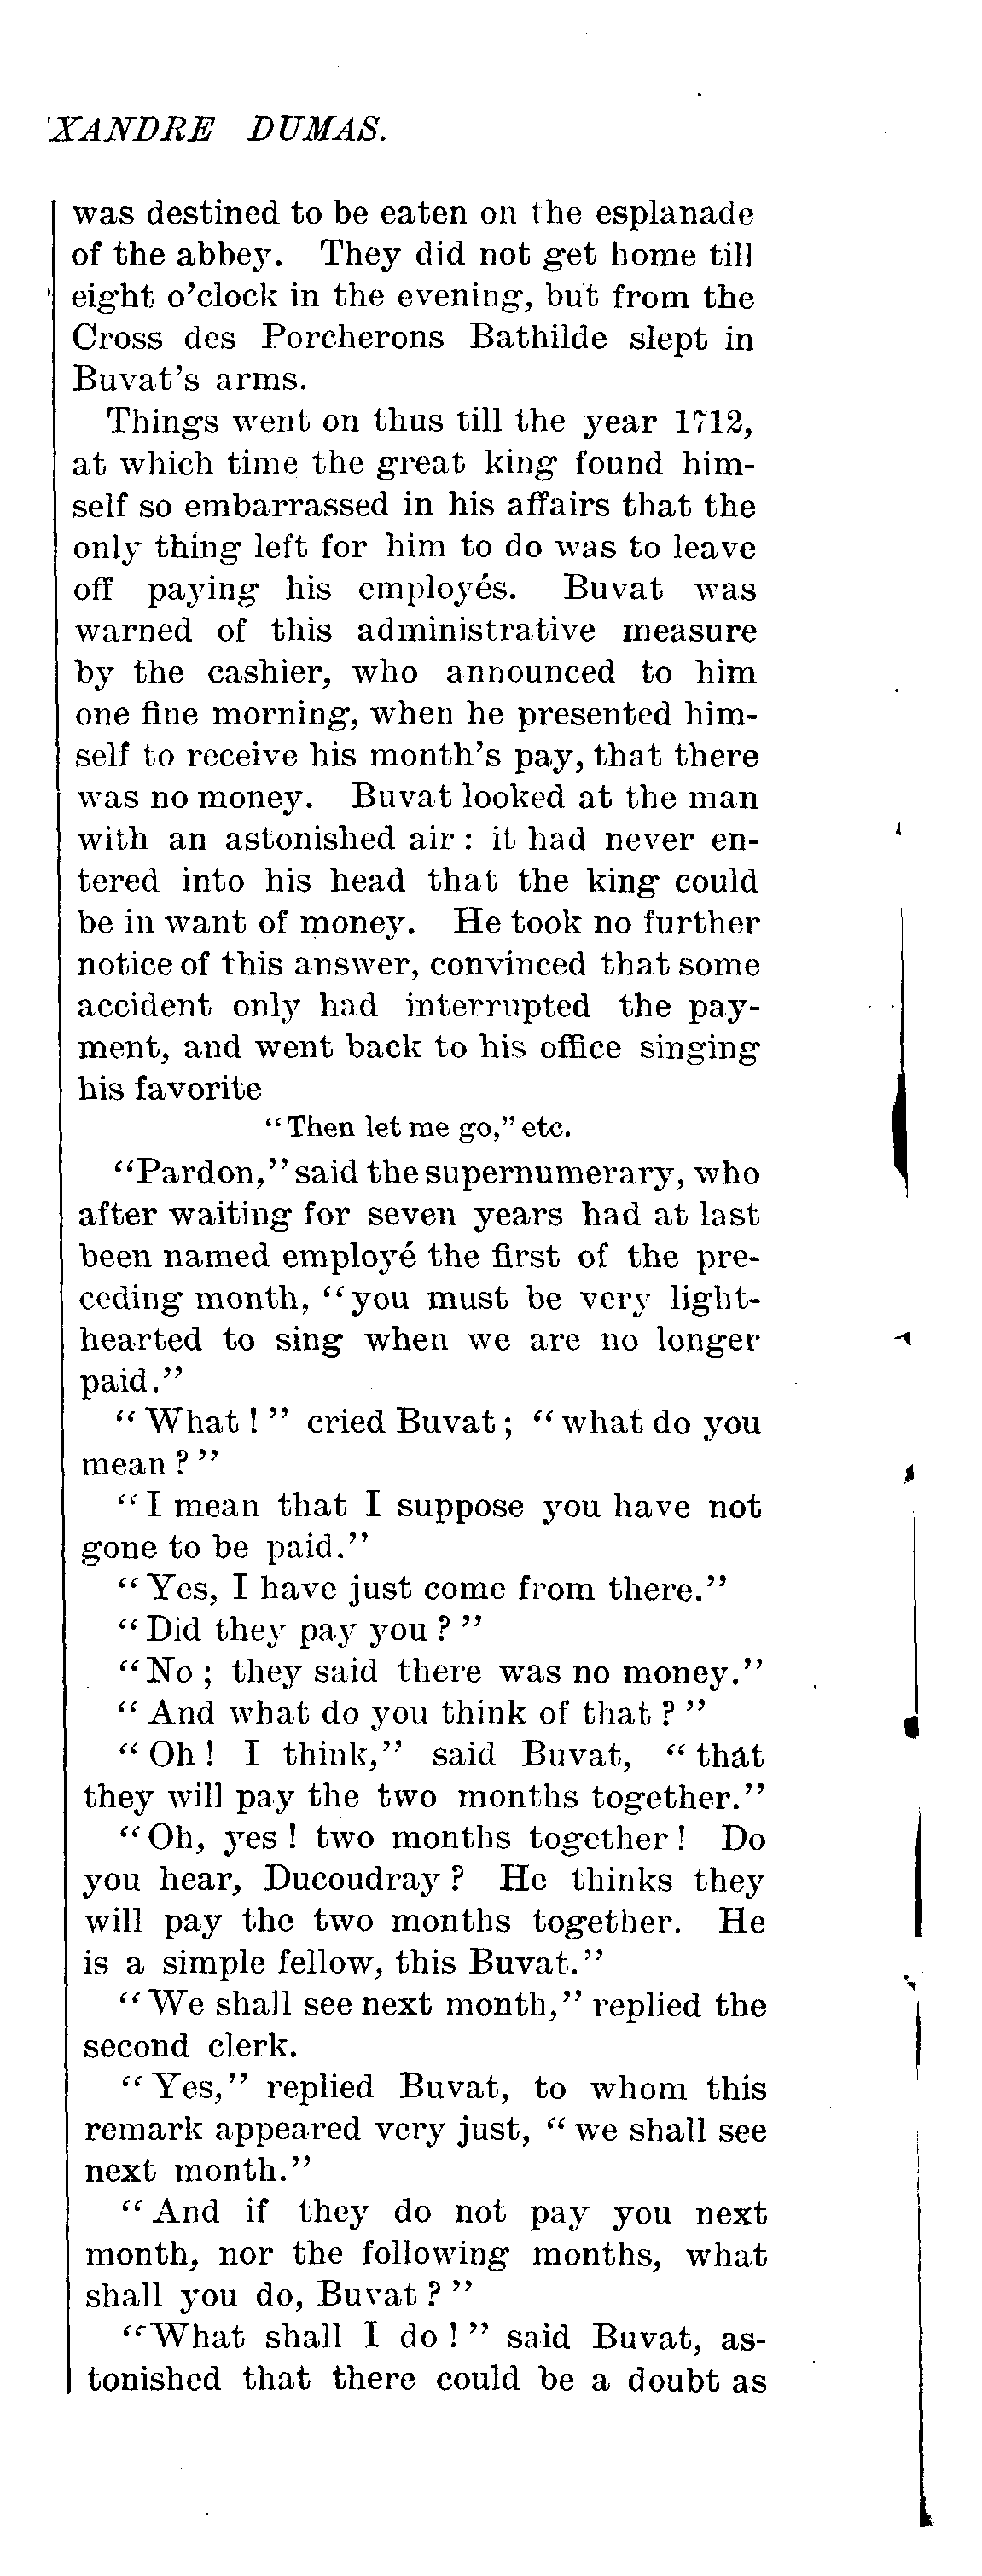 'XANDRE DUMAS.
was destined to be eaten on the esplanade
of the abbey. They did not get home till
eight o'clock in the evening, but from the
Cross des Porcherons Bathilde slept in
Buvat's arms.
Things went on thus till the year 1712,
at which time the great king found him-
self so embarrassed in his affairs that the
only thing left for him to do was to leave
off paying his employés. Buvat was
warned of this administrative measure
by the cashier, who announced to him
one fine morning, when he presented him-
self to receive his month's pay, that there
was no money. Buvat looked at the man
with an astonished air : it had never en-
tered into his head that the king could
be in want of money. He took no further
notice of this answer, convinced that some
accident only had interrupted the pay-
ment, and went back to his office singing
his favorite
"Then let me go," etc.
"Pardon," said the supernumerary, who
after waiting for seven years had at last
been named employé the first of the pre-
ceding month, "you must be very light-
hearted to sing when we are no longer
paid."
"What ! " cried Buvat ; "what do you
mean ? "
"I mean that I suppose you have not
gone to be paid."
"Yes, I have just come from there."
"Did they pay you ? "
"No ; they said there was no money."
"And what do you think of that ? "
"Oh ! I think," said Buvat, "that
they will pay the two months together."
"Oh, yes ! two months together ! Do
you hear, Ducoudray ? He thinks they
will pay the two months together. He
is a simple fellow, this Buvat."
"We shall see next month," replied the
second clerk.
"Yes," replied Buvat, to whom this
remark appeared very just, "we shall see
next month."
"And if they do not pay you next
month, nor the following months, what
shall you do, Buvat ? "
"What shall I do ! " said Buvat, as-
tonished that there could be a doubt as